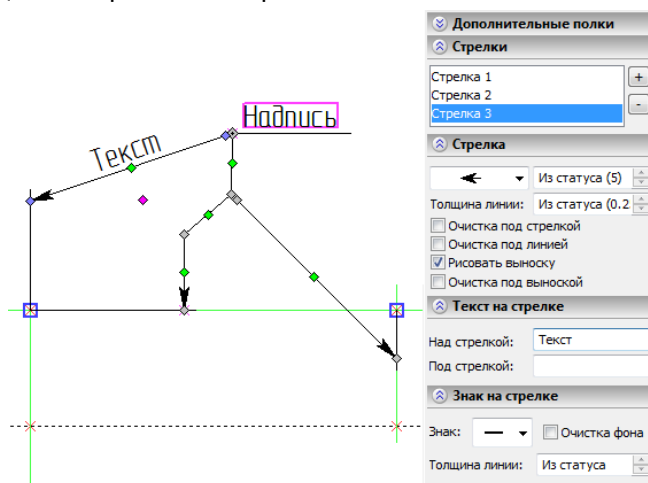 Дополнительные полки
Стрелки
Стрелка 1
Стрелка 2
Стрелка 3
+
-
Надпись
Текст
Стрелка
Из статуса (5)
Толщина линии:
Из статуса (0.2
Очистка под стрелкой
Очистка под линией
Рисовать выноску
Очистка под выноской
Текст на стрелке
Над стрелкой:
Текст
Под стрелкой:
Знак на стрелке
Знак:
Очистка фона
Толщина линии:
Из статуса